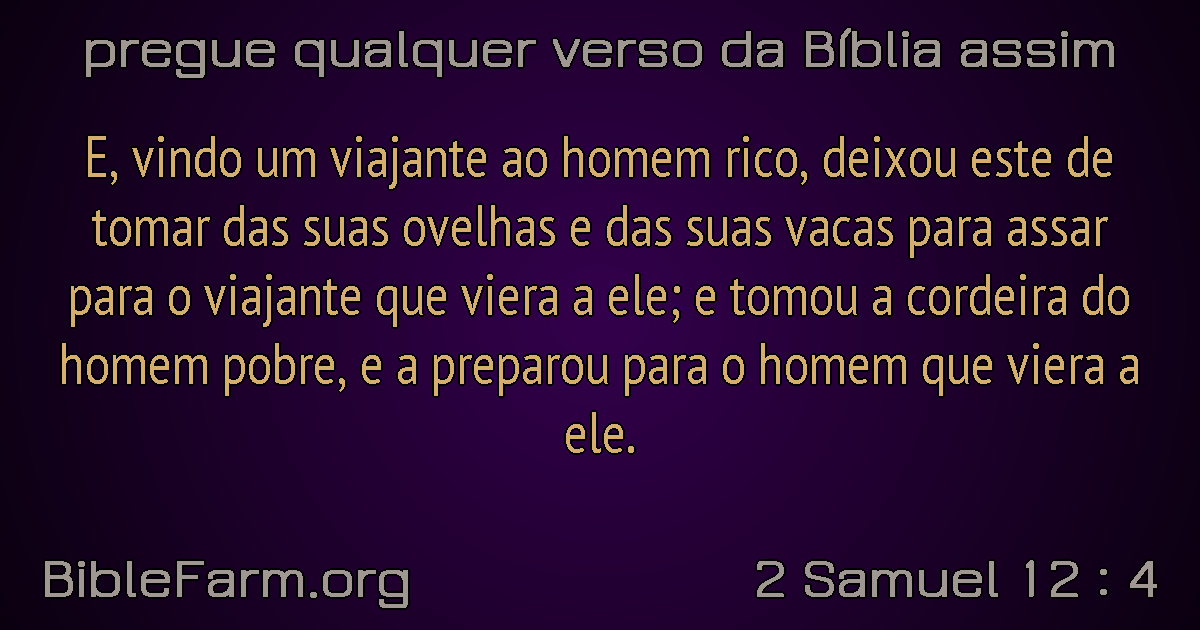 pregue qualquer verso da Bíblia assim
E, vindo um viajante ao homem rico, deixou este de
tomar das suas ovelhas e das suas vacas para assar
para o viajante que viera a ele; e tomou a cordeira do
homem pobre, e a preparou para o homem que viera a
ele.
BibleFarm.org
2 Samuel 12 : 4